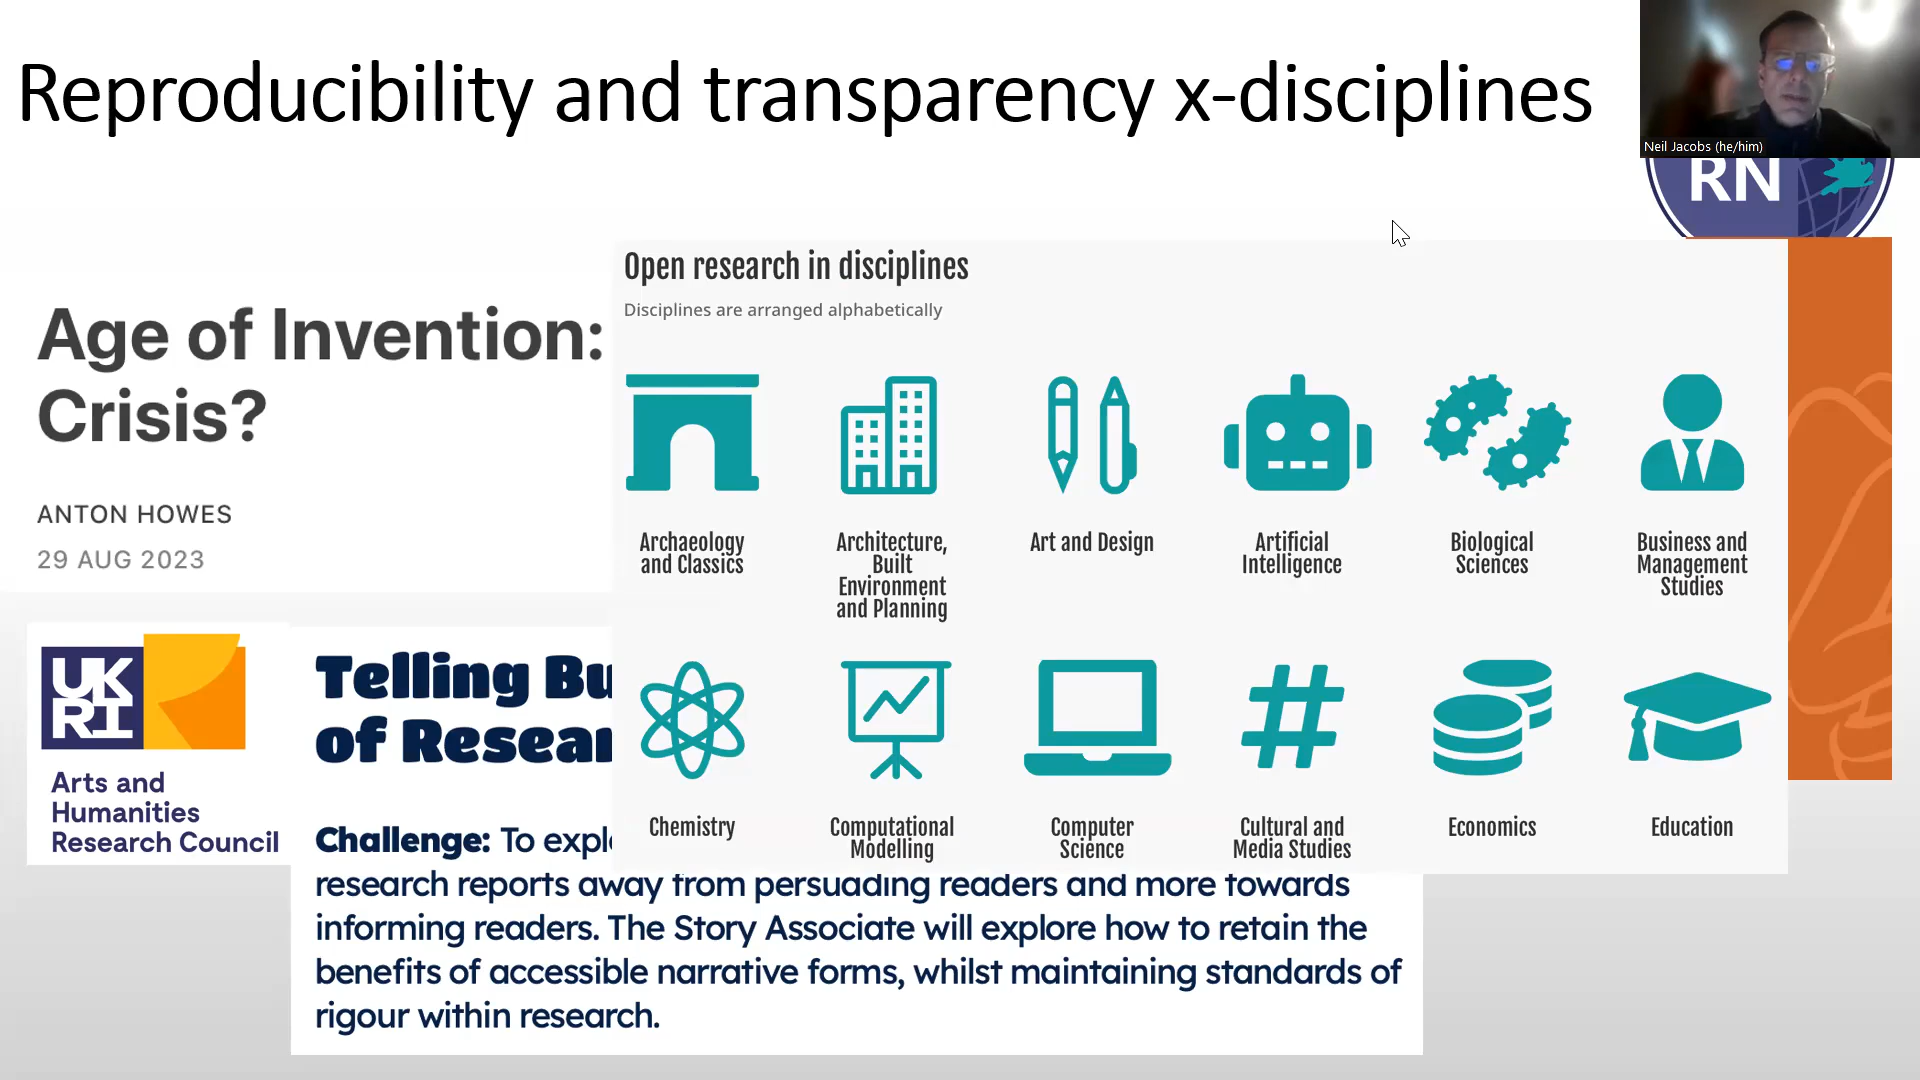 Reproducibility and transparency x-disciplines
Neil Jacobs (he/him)
RN
Age of Invention:
Crisis?
ANTON HOWES
29 AUG 2023
Open research in disciplines
Disciplines are arranged alphabetically
Archaeology
and Classics
Architecture,
Built
Environment
and Planning
Art and Design
Artificial
Intelligence
Biological
Sciences
Business and
Management
Studies
Chemistry
Computational
Modelling
Computer
Science
Cultural and
Media Studies
Economics
Education
UK
RI
Arts and
Humanities
Research Council
Telling Bu
of Resear
Challenge: To expl
research reports away from persuading readers and more towards
informing readers. The Story Associate will explore how to retain the
benefits of accessible narrative forms, whilst maintaining standards of
rigour within research.